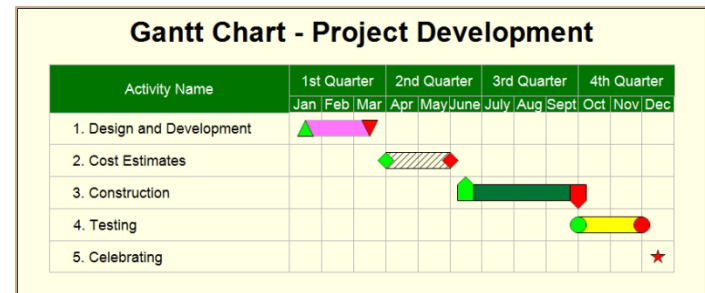 Gantt Chart - Project Development
Activity Name
1st Quarter 2nd Quarter 3rd Quarter 4th Quarter
Jan Feb Mar Apr May June July Aug Sept Oct Nov Dec
1. Design and Development
2. Cost Estimates
3. Construction
4. Testing
5. Celebrating